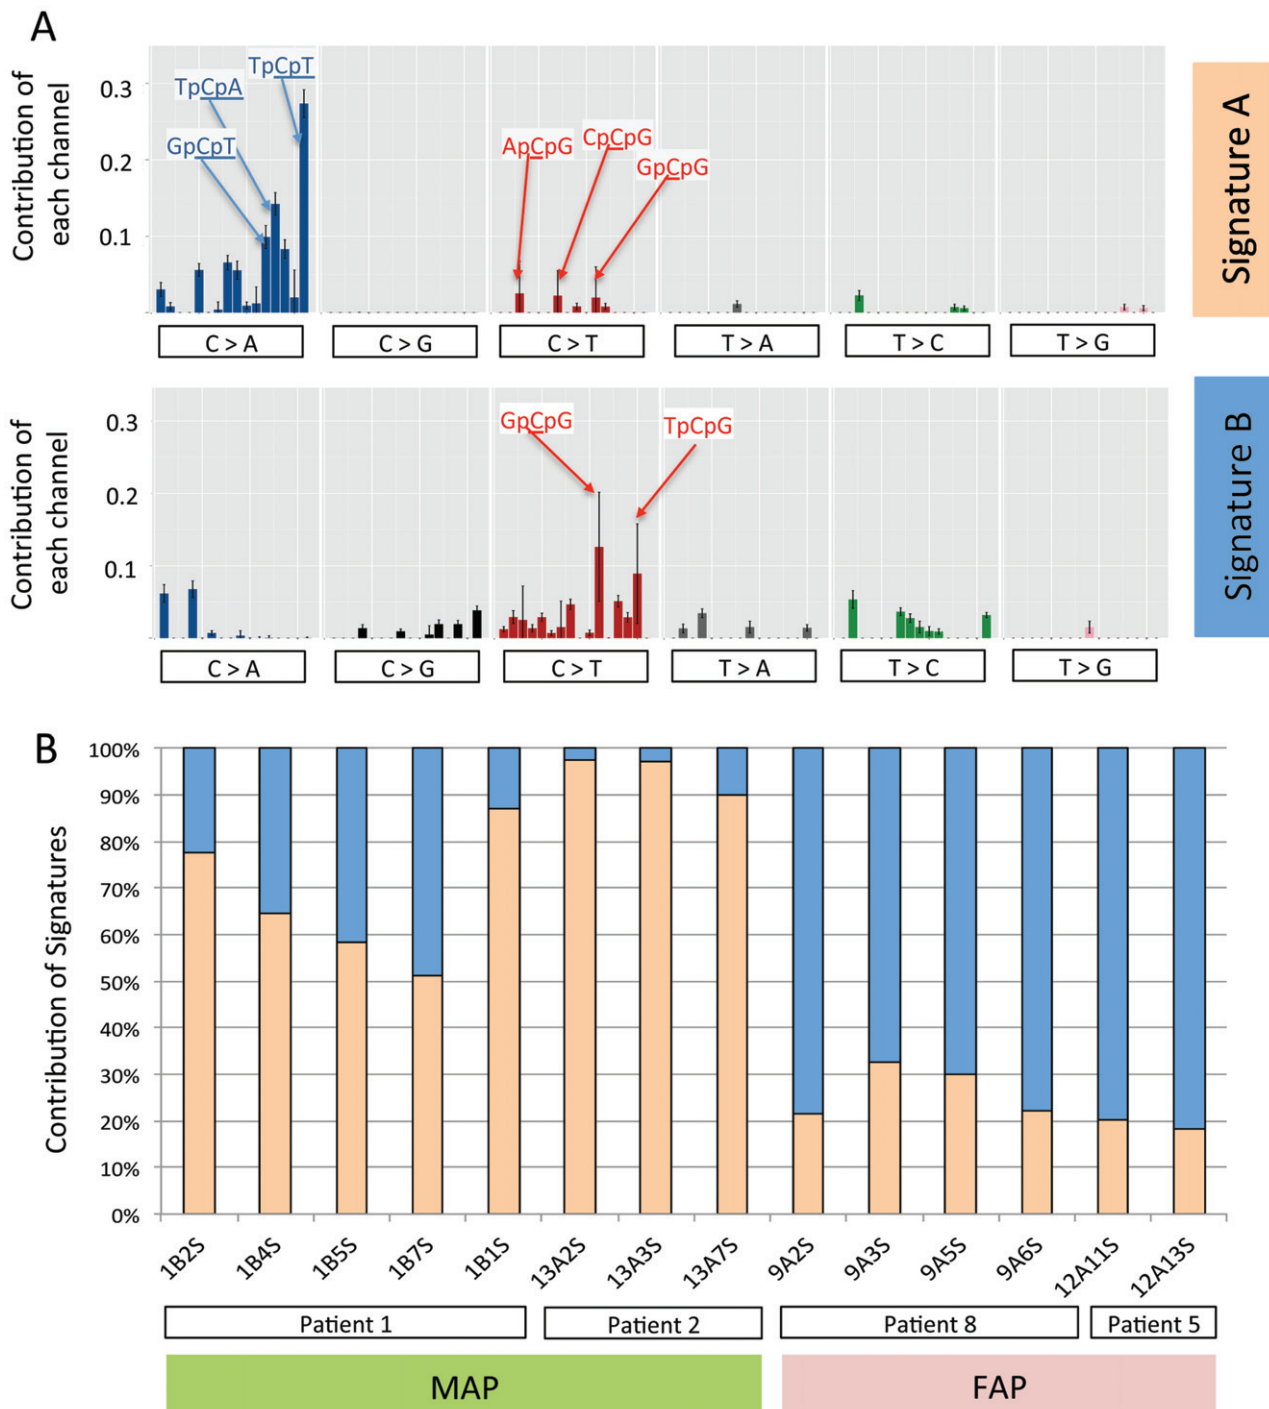 A
Contribution of
each channel
0.3
0.2
0.1
TpCpT
TpCpA
GpCpT
ApCpG
CpCpG
GpCpG
C > A
C > G
C > T
T > A
T > C
T > G
Signature A
Contribution of
each channel
0.3
0.2
0.1
GpCpG
TpCpG
C > A
C > G
C > T
T > A
T > C
T > G
Signature B
B
Contribution of Signatures
100%
90%
80%
70%
60%
50%
40%
30%
20%
10%
0%
1B2S
1B4S
1B5S
1B7S
1B1S
13A2S
13A3S
13A7S
9A2S
9A3S
9A5S
9A6S
12A11S
12A13S
Patient 1
Patient 2
Patient 8
Patient 5
MAP
FAP